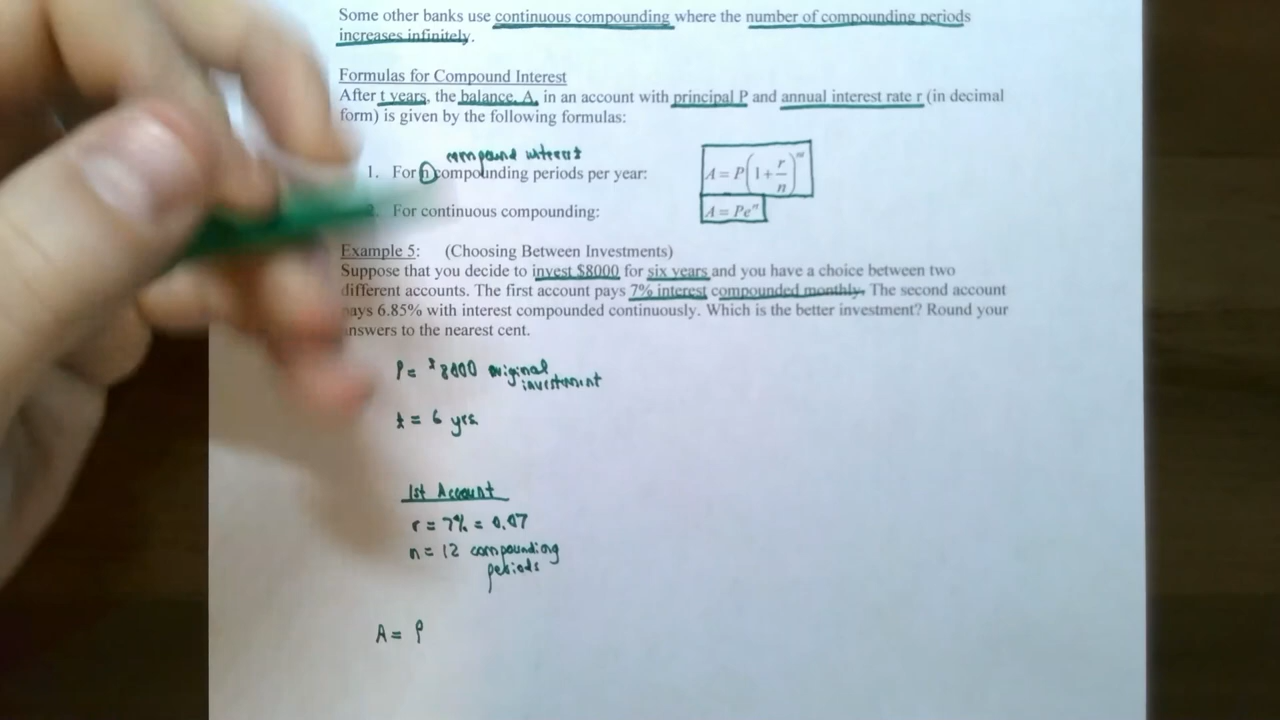 Some other banks use continuous compounding where the number of compounding periods
increases infinitely.
Formulas for Compound Interest
After t years, the balance, A, in an account with principal P and annual interest rate r (in decimal
form) is given by the following formulas:
compound interest
1. For n compounding periods per year: A = P(1 + r/n)^nt
2. For continuous compounding: A = Pe^rt
Example 5: (Choosing Between Investments)
Suppose that you decide to invest $8000 for six years and you have a choice between two
different accounts. The first account pays 7% interest compounded monthly. The second account
pays 6.85% with interest compounded continuously. Which is the better investment? Round your
answers to the nearest cent.
P = $8000 original
investment
t = 6 yrs.
1st Account
r = 7% = 0.07
n = 12 compounding
periods
A = P